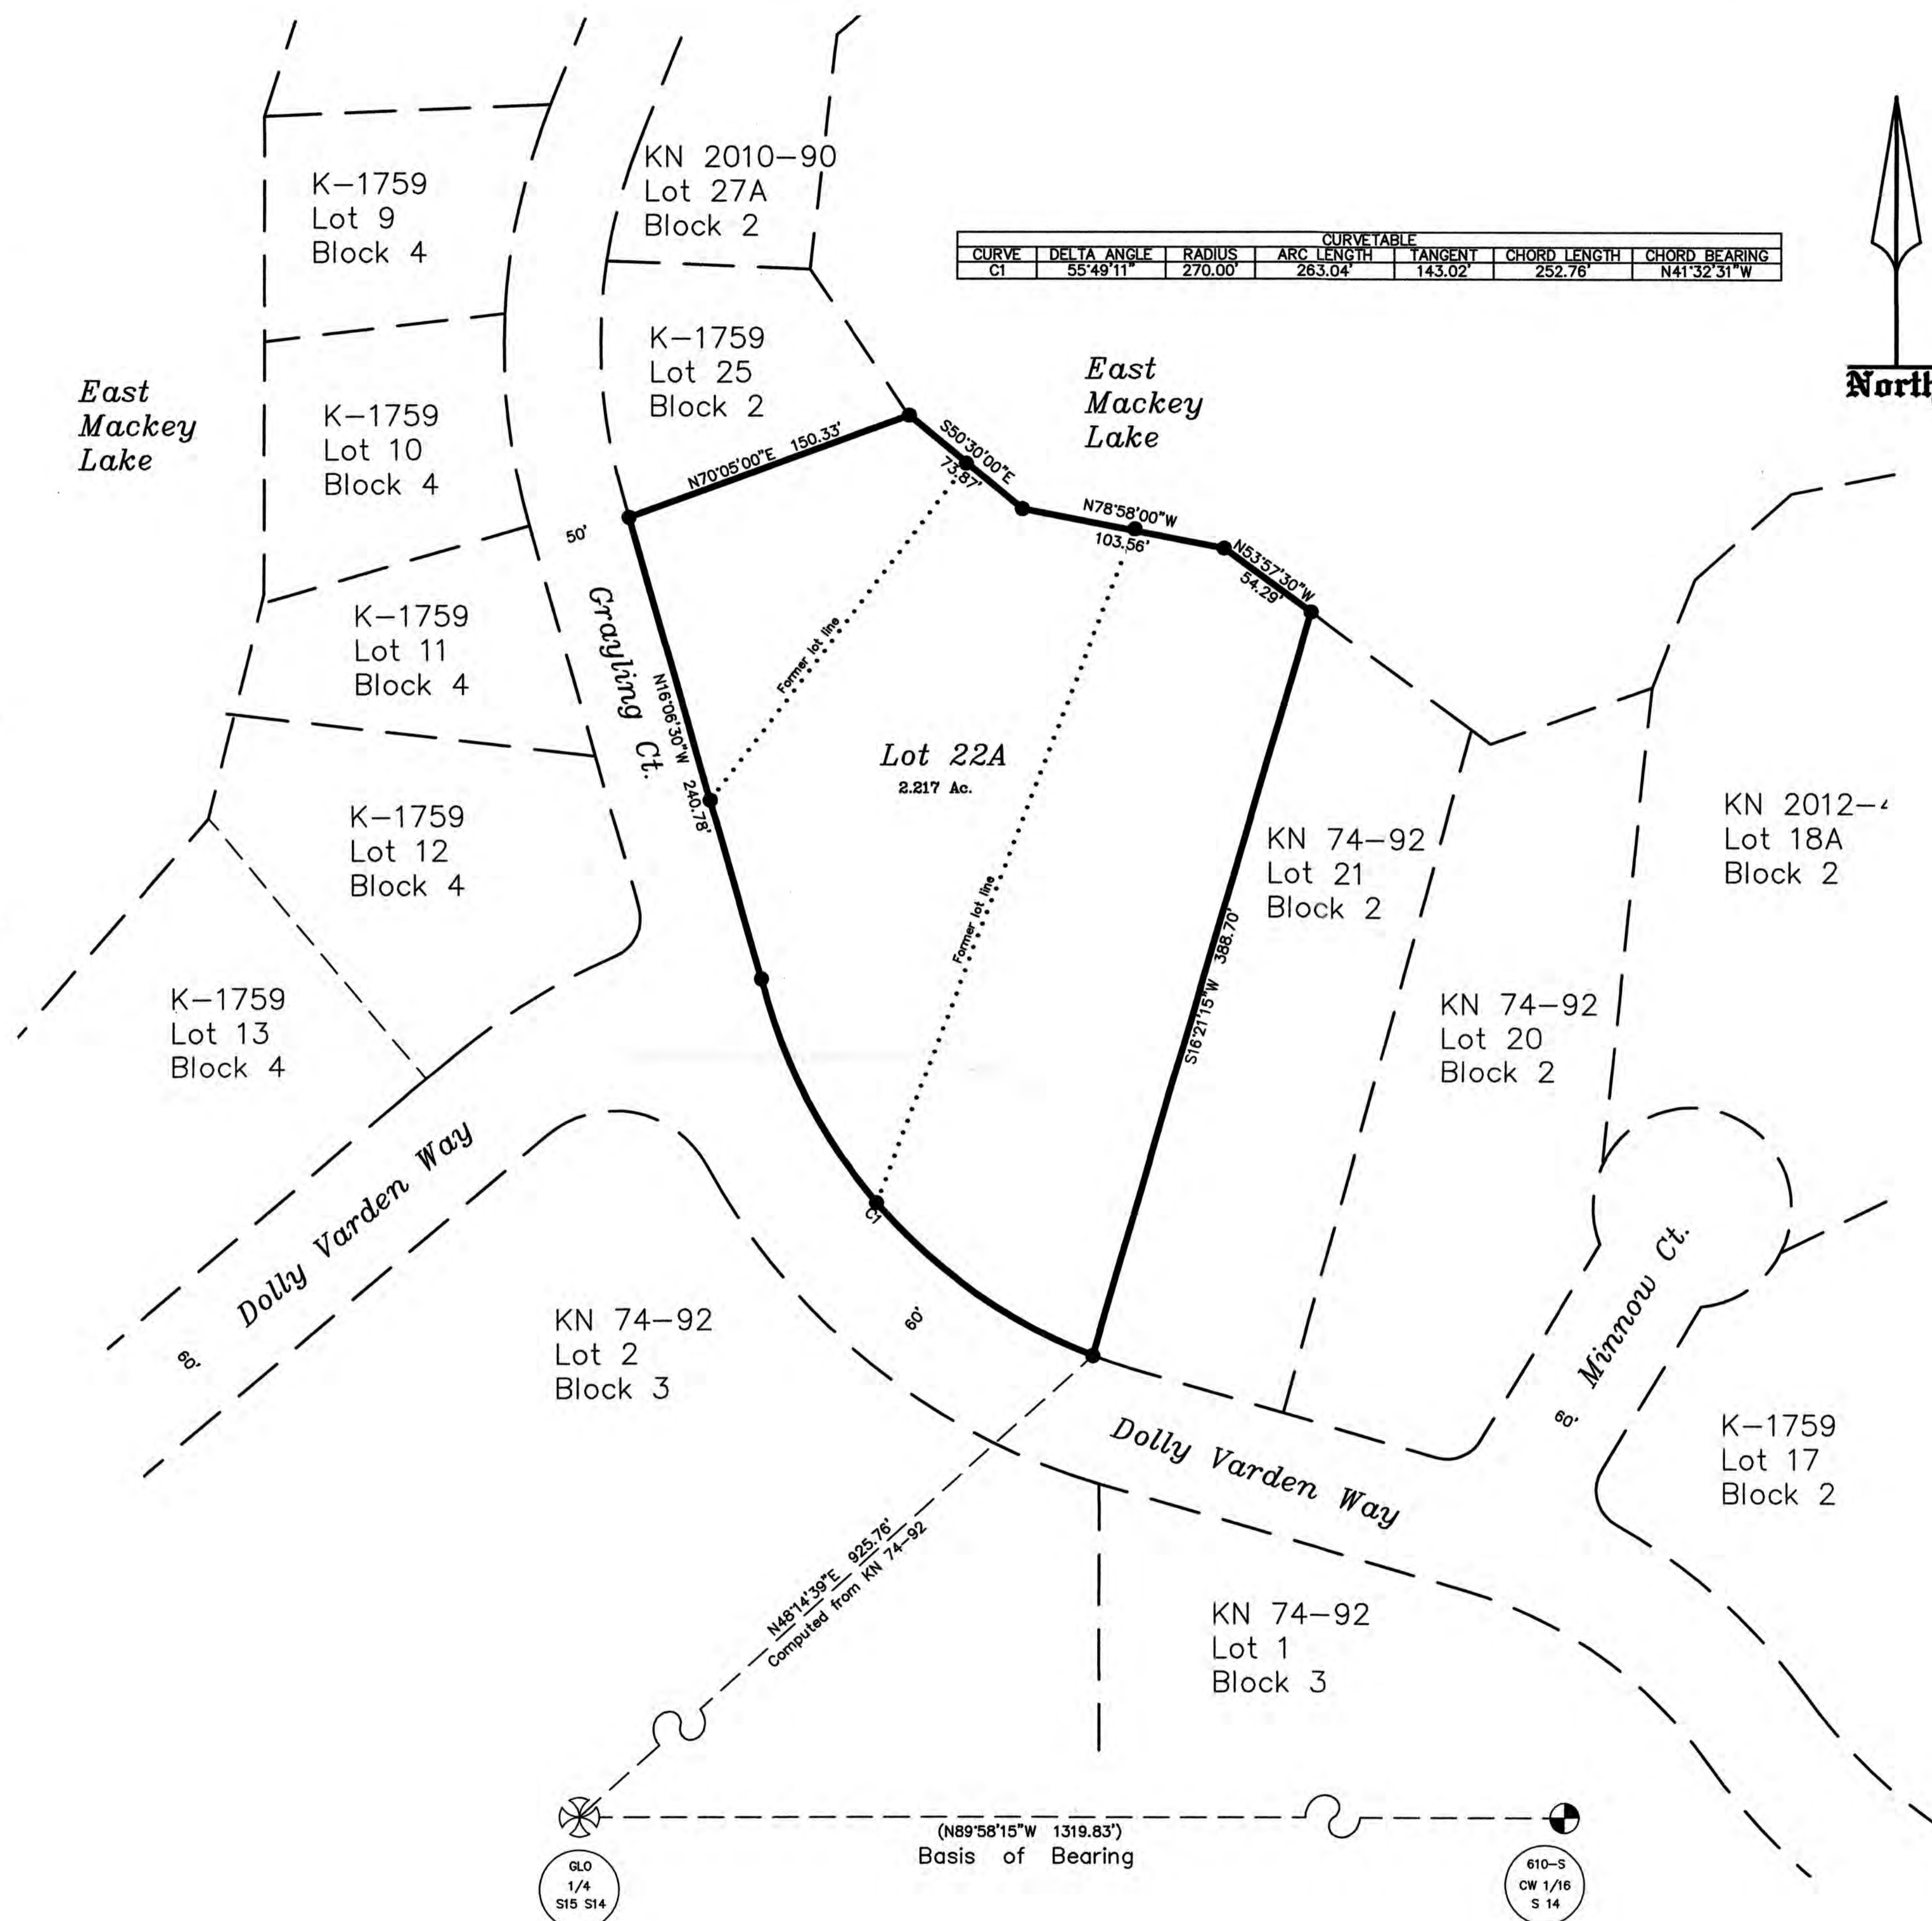 KN 2010-90
Lot 27A
Block 2
K-1759
Lot 9
Block 4
CURVETABLE
CURVE DELTA ANGLE RADIUS ARC LENGTH TANGENT CHORD LENGTH CHORD BEARING
C1 55°49'11" 270.00' 263.04' 143.02' 252.76' N41°32'31"W
North
K-1759
Lot 25
Block 2
East
Mackey
Lake
East
Mackey
Lake
K-1759
Lot 10
Block 4
N70°05'00"E 150.33'
S50°30'00"E
73.87'
N78°58'00"W
103.56'
N53°57'30"W
54.29'
50'
Grayling Ct.
K-1759
Lot 11
Block 4
Former lot line
N16°06'30"W 240.78'
Lot 22A
2.217 Ac.
K-1759
Lot 12
Block 4
KN 74-92
Lot 21
Block 2
KN 2012-
Lot 18A
Block 2
Former lot line
S16°21'15"W 388.70'
K-1759
Lot 13
Block 4
KN 74-92
Lot 20
Block 2
Dolly Varden Way
60'
C1
60'
Minnow Ct.
60'
KN 74-92
Lot 2
Block 3
Dolly Varden Way
K-1759
Lot 17
Block 2
N48°14'39"E 925.76'
Computed from KN 74-92
KN 74-92
Lot 1
Block 3
(N89°58'15"W 1319.83')
Basis of Bearing
GLO
1/4
S15 S14
610-S
CW 1/16
S 14